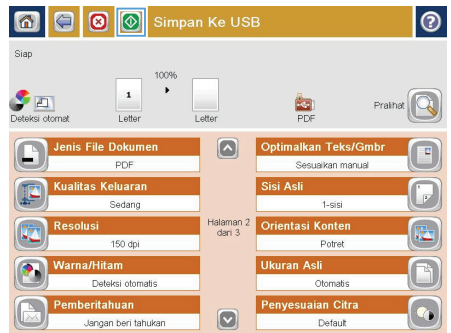 Simpan Ke USB
Siap
100%
1
Deteksi otomat
Letter
Letter
PDF
Pralihat
Jenis File Dokumen
PDF
Optimalkan Teks/Gmbr
Sesuaikan manual
Kualitas Keluaran
Sedang
Sisi Asli
1-sisi
Resolusi
150 dpi
Halaman 2
dari 3
Orientasi Konten
Potret
Warna/Hitam
Deteksi otomatis
Ukuran Asli
Otomatis
Pemberitahuan
Jangan beri tahukan
Penyesuaian Citra
Default